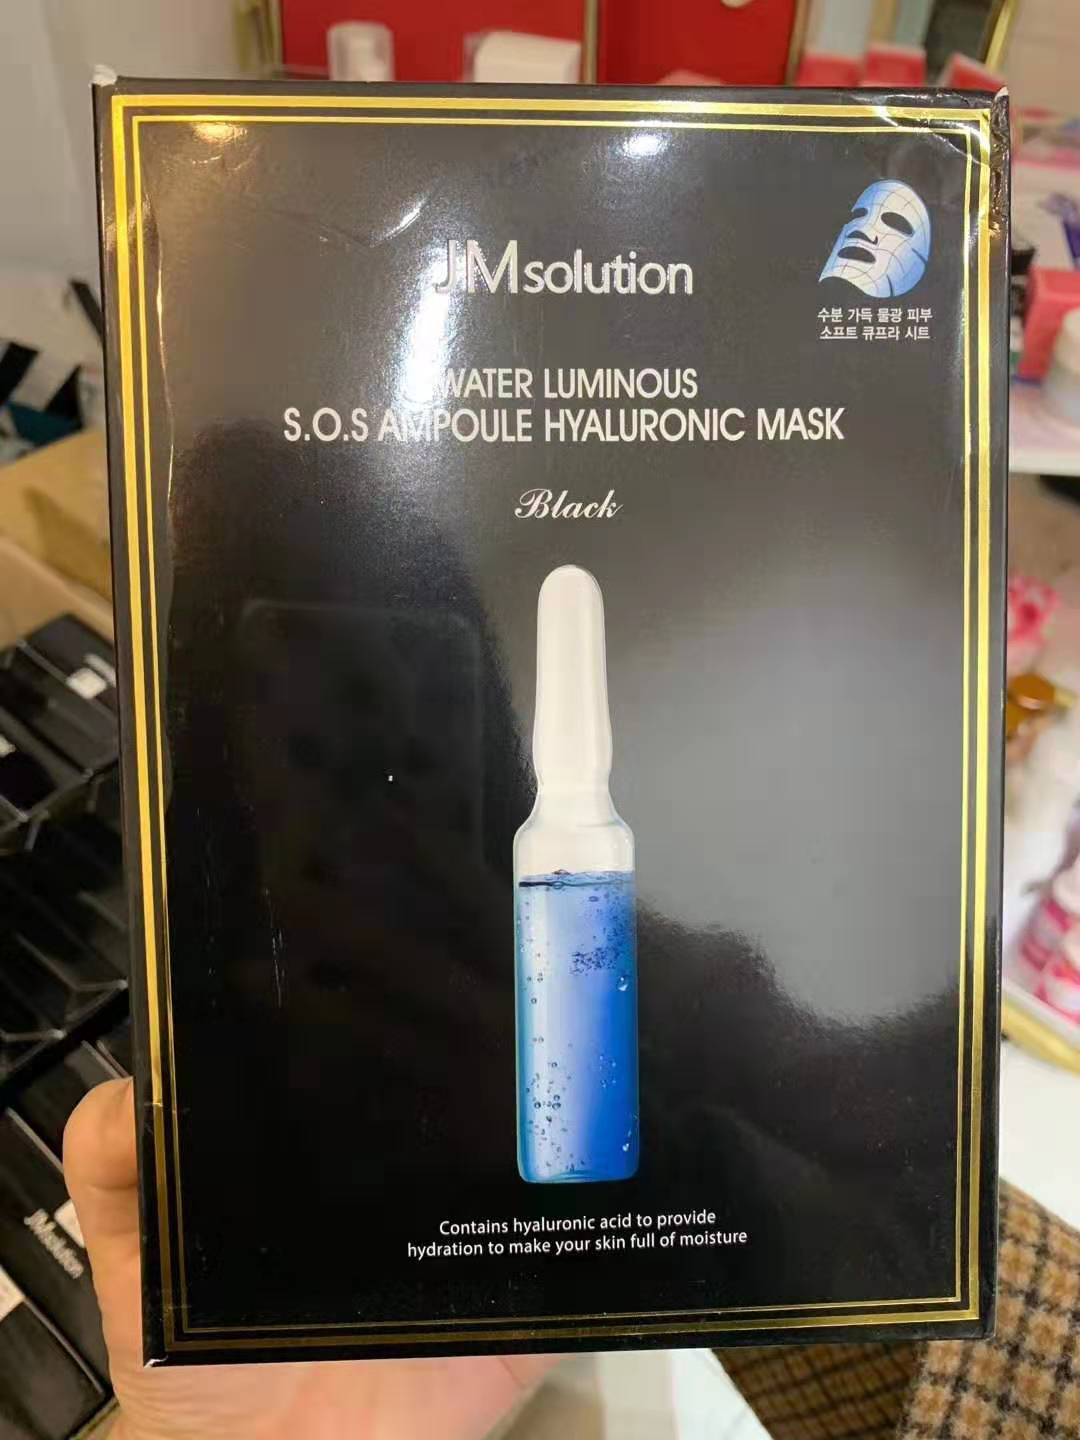 JMsolution
수분 가득 물광 피부
소프트 큐프라 시트
WATER LUMINOUS
S.O.S AMPOULE HYALURONIC MASK
Black
Contains hyaluronic acid to provide
hydration to make your skin full of moisture
JMsolution